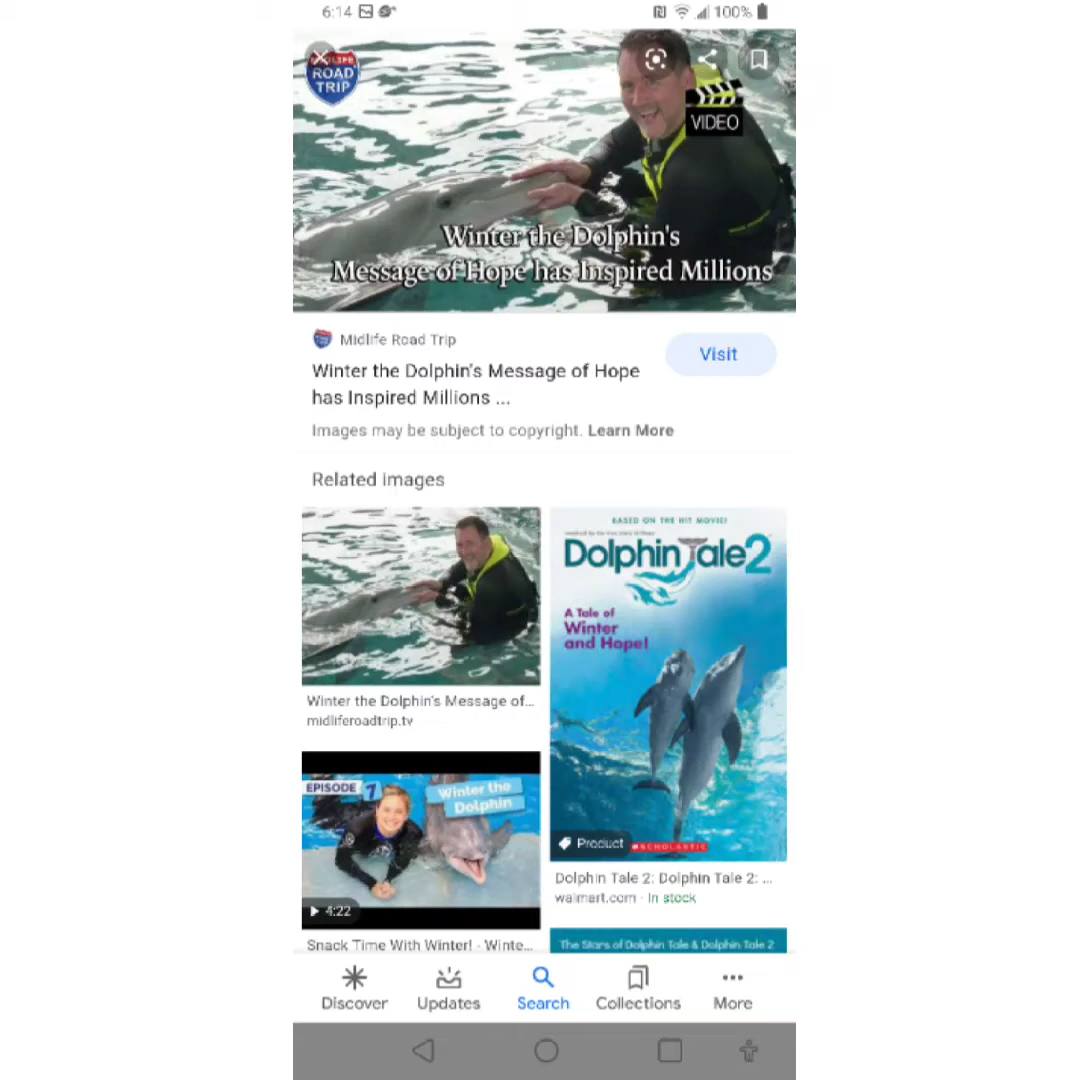 6:14
100%
ROAD
TRIP
VIDEO
Winter the Dolphin's
Message of Hope has Inspired Millions
Midlife Road Trip
Visit
Winter the Dolphin's Message of Hope
has Inspired Millions ...
Images may be subject to copyright. Learn More
Related images
BASED ON THE HIT MOVIE!
Dolphin Tale 2
A Tale of
Winter
and Hope!
Product
SCHOLASTIC
Dolphin Tale 2: Dolphin Tale 2: ...
walmart.com · In stock
The Stars of Dolphin Tale & Dolphin Tale 2
Winter the Dolphin's Message of...
midliferoadtrip.tv
EPISODE 7
Winter the
Dolphin
4:22
Snack Time With Winter! - Winte...
Discover
Updates
Search
Collections
More